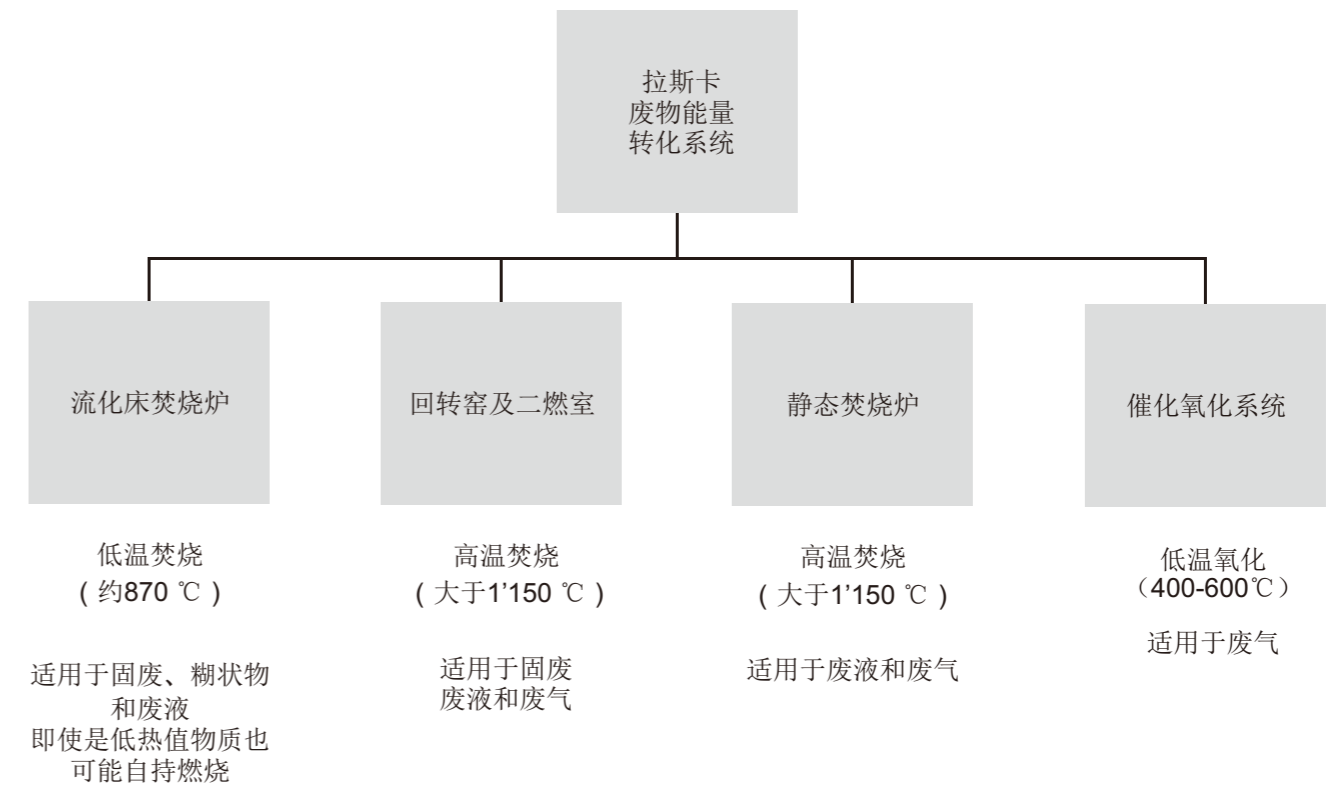 拉斯卡
废物能量
转化系统
流化床焚烧炉
回转窑及二燃室
静态焚烧炉
催化氧化系统
低温焚烧
（约870 ℃）
适用于固废、糊状物
和废液
即使是低热值物质也
可能自持燃烧
高温焚烧
（大于1’150 ℃）
适用于固废
废液和废气
高温焚烧
（大于1’150 ℃）
适用于废液和废气
低温氧化
（400-600℃）
适用于废气